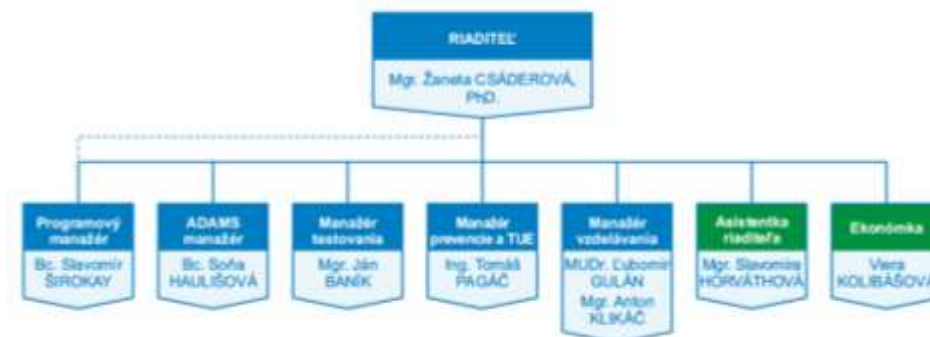 RIADITEĽ
Mgr. Žaneta CSÁDEROVÁ,
PhD.
Programový
manažér
Bc. Slavomír
ŠIROKAY
ADAMS
manažér
Bc. Soňa
HAULIŠOVÁ
Manažér
testovania
Mgr. Ján
BANÍK
Manažér
prevencie a TUE
Ing. Tomáš
PAGÁČ
Manažér
vzdelávania
MUDr. Ľubomír
GULÁN
Mgr. Anton
KLIKÁČ
Asistentka
riaditeľa
Mgr. Slavomíra
HORVÁTHOVÁ
Ekonómka
Viera
KOLIBÁŠOVÁ